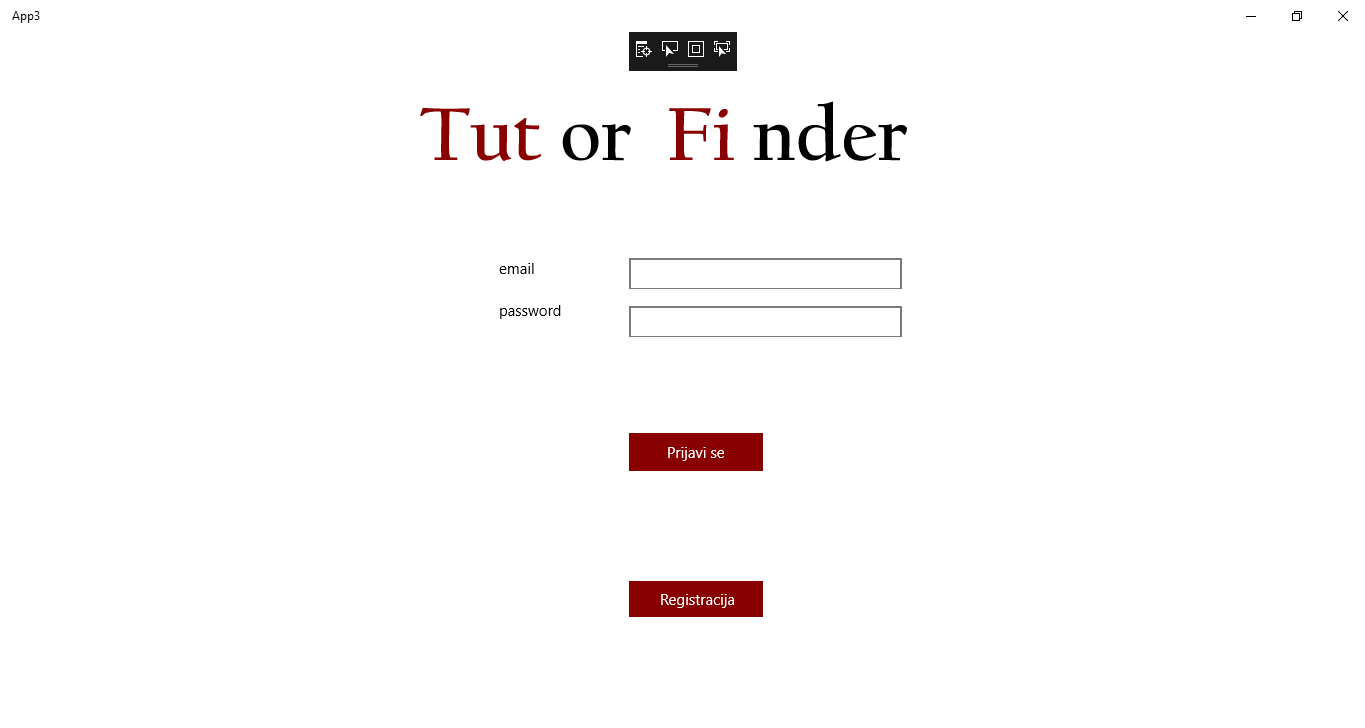 App3
Tut or Fi nder
email
password
Prijavi se
Registracija